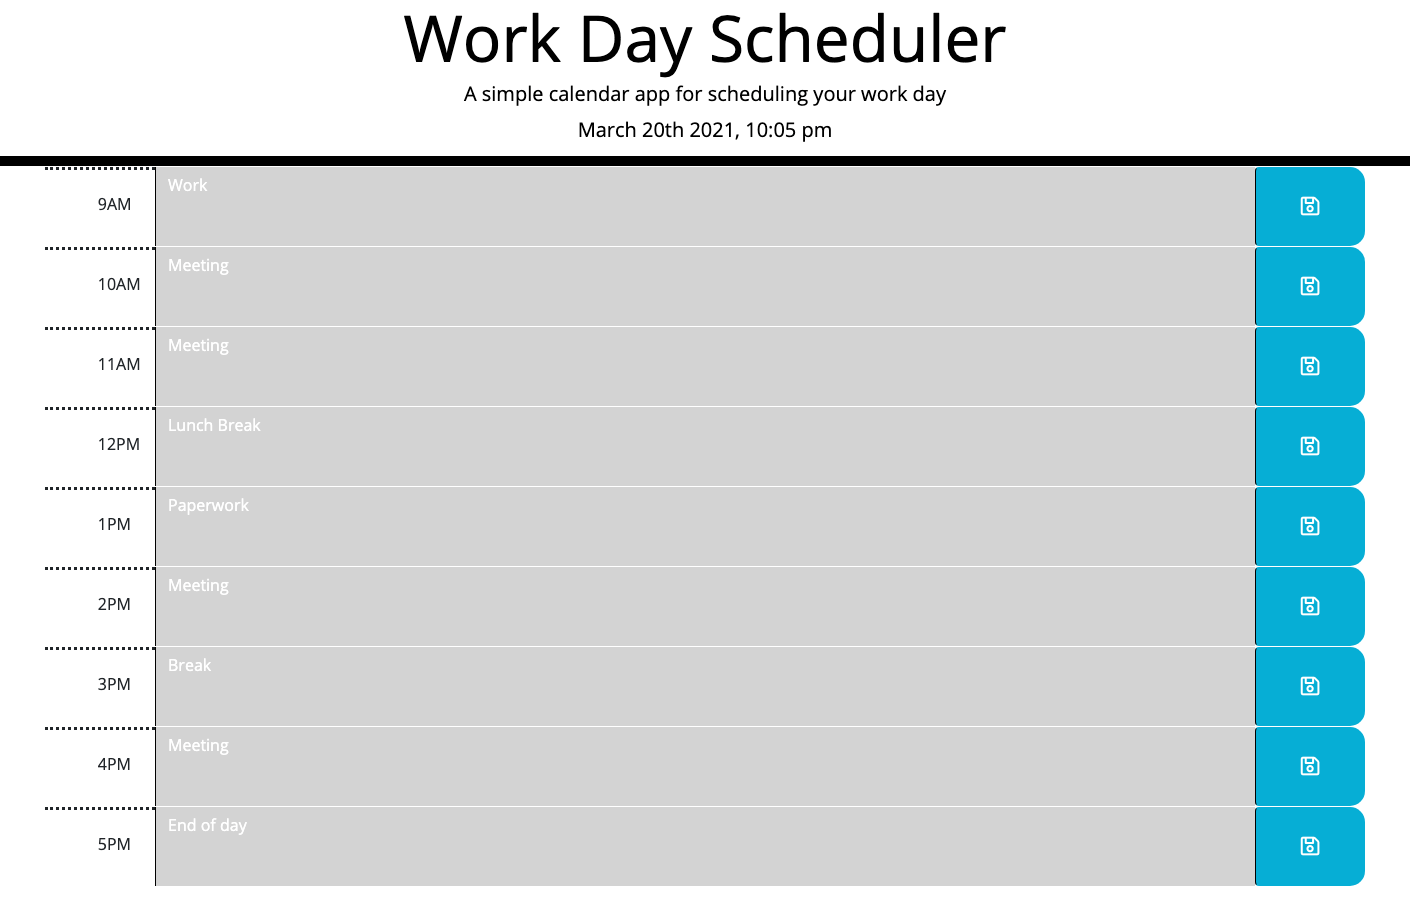 Work Day Scheduler
A simple calendar app for scheduling your work day
March 20th 2021, 10:05 pm
9AM Work
10AM Meeting
11AM Meeting
12PM Lunch Break
1PM Paperwork
2PM Meeting
3PM Break
4PM Meeting
5PM End of day